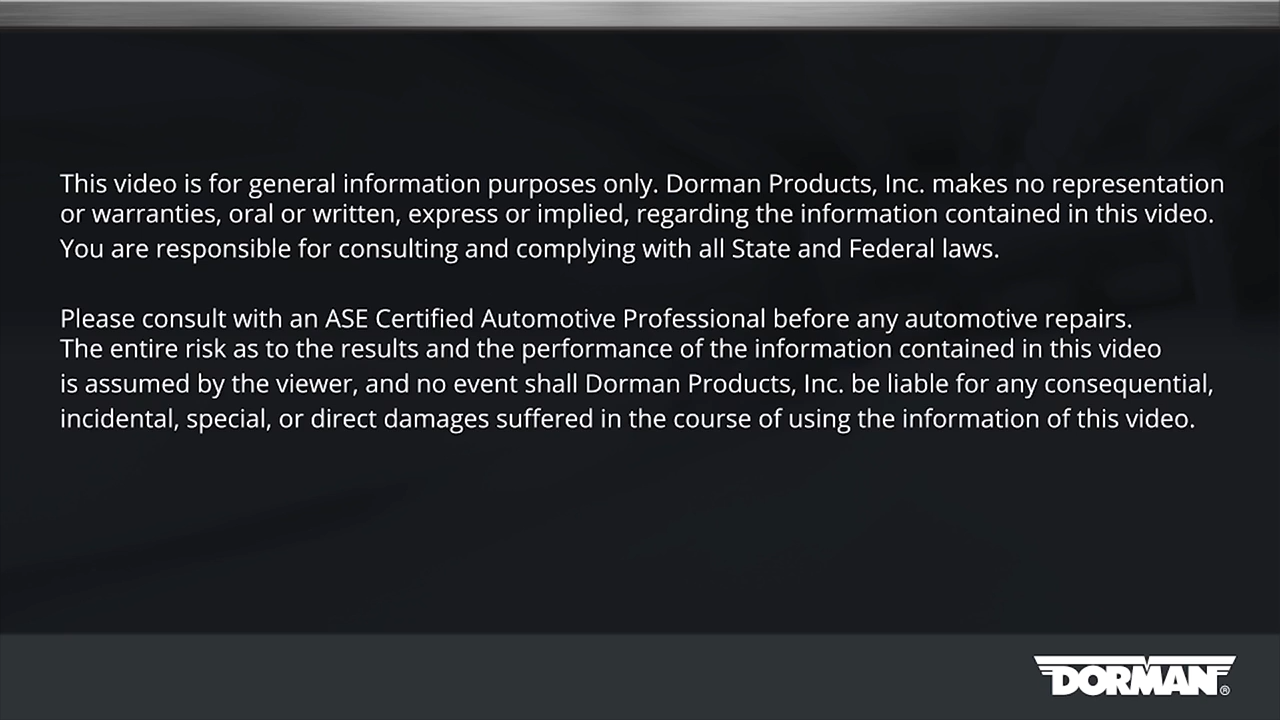 This video is for general information purposes only. Dorman Products, Inc. makes no representation
or warranties, oral or written, express or implied, regarding the information contained in this video.
You are responsible for consulting and complying with all State and Federal laws.
Please consult with an ASE Certified Automotive Professional before any automotive repairs.
The entire risk as to the results and the performance of the information contained in this video
is assumed by the viewer, and no event shall Dorman Products, Inc. be liable for any consequential,
incidental, special, or direct damages suffered in the course of using the information of this video.
DORMAN®